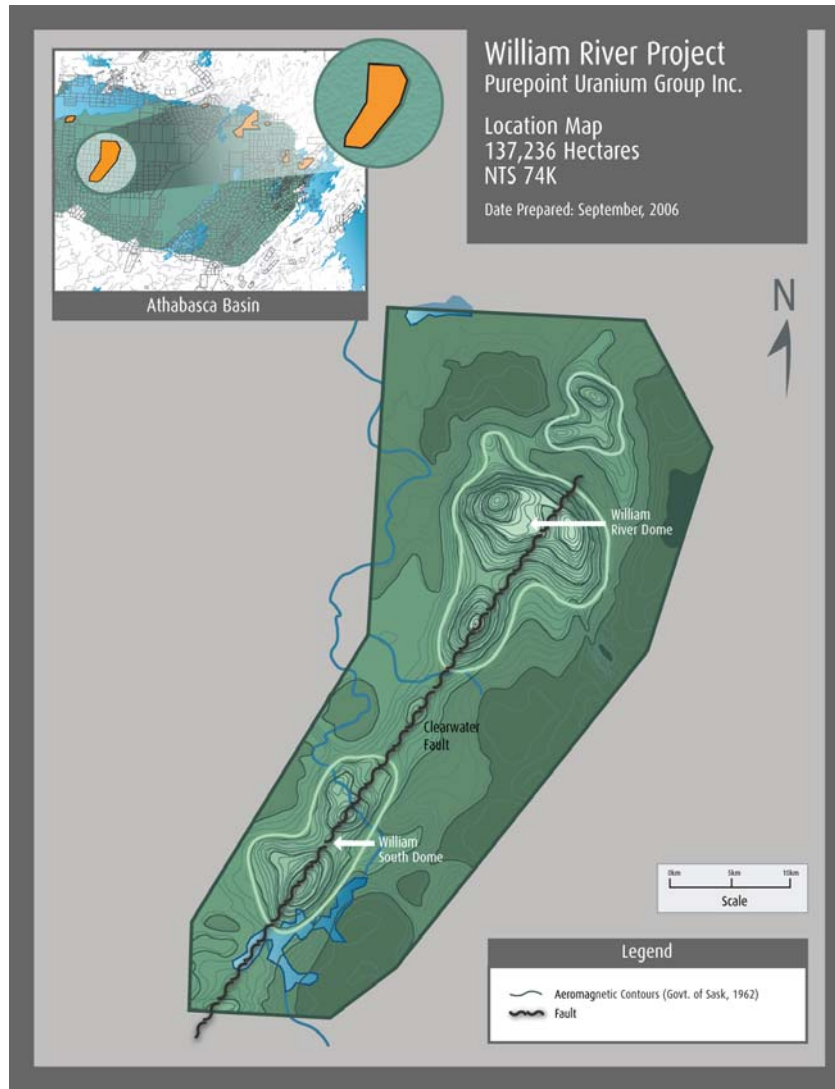 William River Project
Purepoint Uranium Group Inc.
Location Map
137,236 Hectares
NTS 74K
Date Prepared: September, 2006
Athabasca Basin
N
William
River Dome
Clearwater
Fault
William
South Dome
0km 5km 10km
Scale
Legend
Aeromagnetic Contours (Govt. of Sask, 1962)
Fault